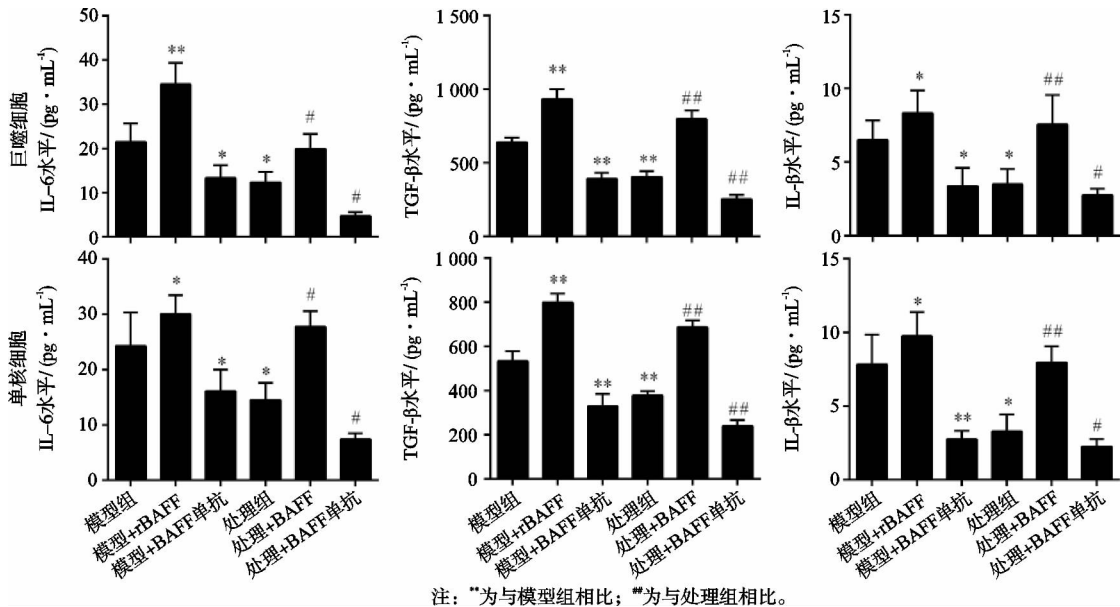 巨噬细胞
IL-6水平/(pg·mL⁻¹)
50
40
30
20
10
0
**
*
*
#
#
TGF-β水平/(pg·mL⁻¹)
1 500
1 000
500
0
**
**
**
##
##
IL-β水平/(pg·mL⁻¹)
15
10
5
0
*
*
*
##
#
单核细胞
IL-6水平/(pg·mL⁻¹)
40
30
20
10
0
*
*
*
#
#
模型组
模型+rBAFF
模型+BAFF单抗
处理组
处理+BAFF
处理+BAFF单抗
TGF-β水平/(pg·mL⁻¹)
1 000
800
600
400
200
0
**
**
**
##
##
模型组
模型+rBAFF
模型+BAFF单抗
处理组
处理+BAFF
处理+BAFF单抗
IL-β水平/(pg·mL⁻¹)
15
10
5
0
*
**
*
##
#
模型组
模型+rBAFF
模型+BAFF单抗
处理组
处理+BAFF
处理+BAFF单抗
注：**为与模型组相比；##为与处理组相比。